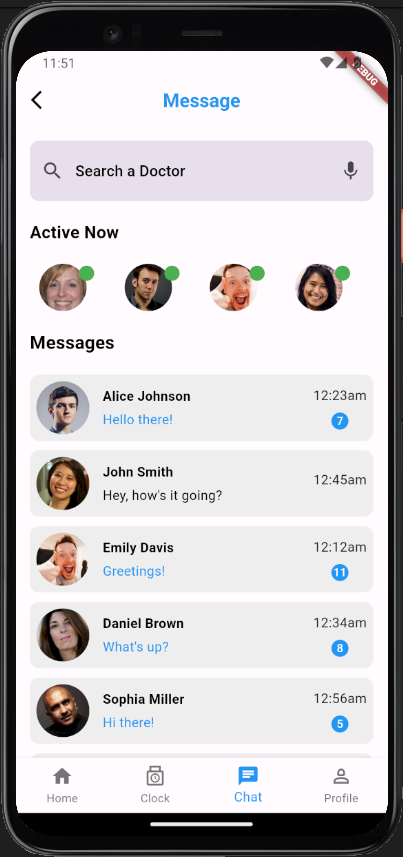 11:51
DEBUG
Message
Search a Doctor
Active Now
Messages
Alice Johnson
12:23am
Hello there!
7
John Smith
12:45am
Hey, how's it going?
Emily Davis
12:12am
Greetings!
11
Daniel Brown
12:34am
What's up?
8
Sophia Miller
12:56am
Hi there!
5
Home
Clock
Chat
Profile